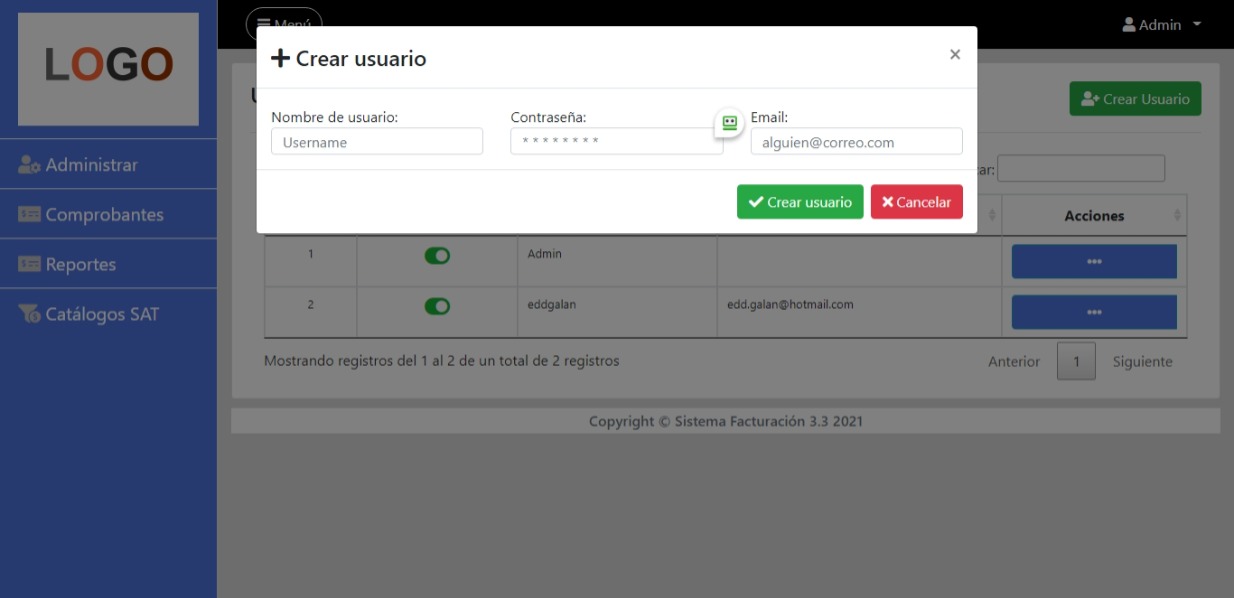 LOGO
Menú
Admin
Crear usuario
×
Crear Usuario
Nombre de usuario:
Contraseña:
Email:
Username
* * * * * * * *
alguien@correo.com
Administrar
Crear usuario
Cancelar
Comprobantes
Acciones
1
Admin
Reportes
2
eddgalan
edd.galan@hotmail.com
Catálogos SAT
Mostrando registros del 1 al 2 de un total de 2 registros
Anterior
1
Siguiente
Copyright © Sistema Facturación 3.3 2021